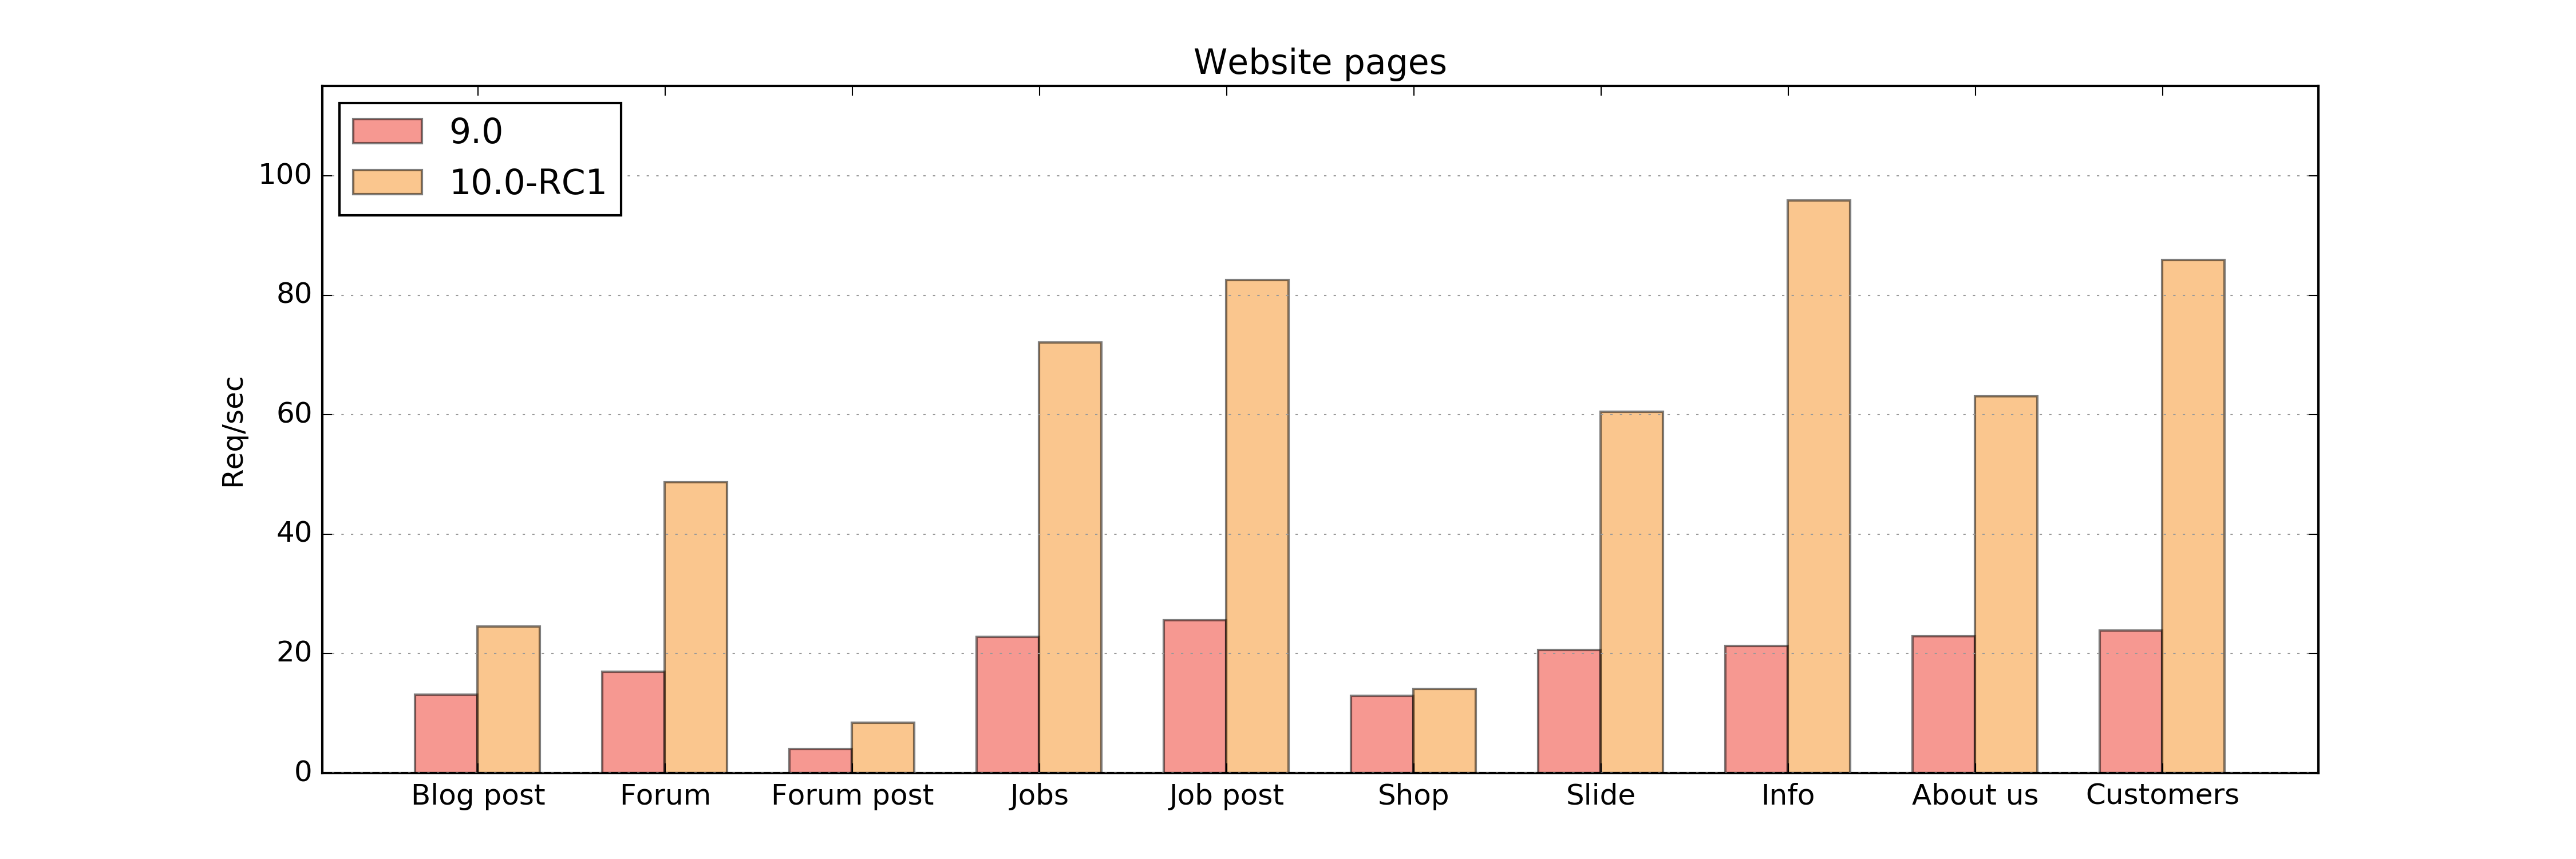 Website pages
9.0
10.0-RC1
100
80
60
40
20
0
Req/sec
Blog post Forum Forum post Jobs Job post Shop Slide Info About us Customers